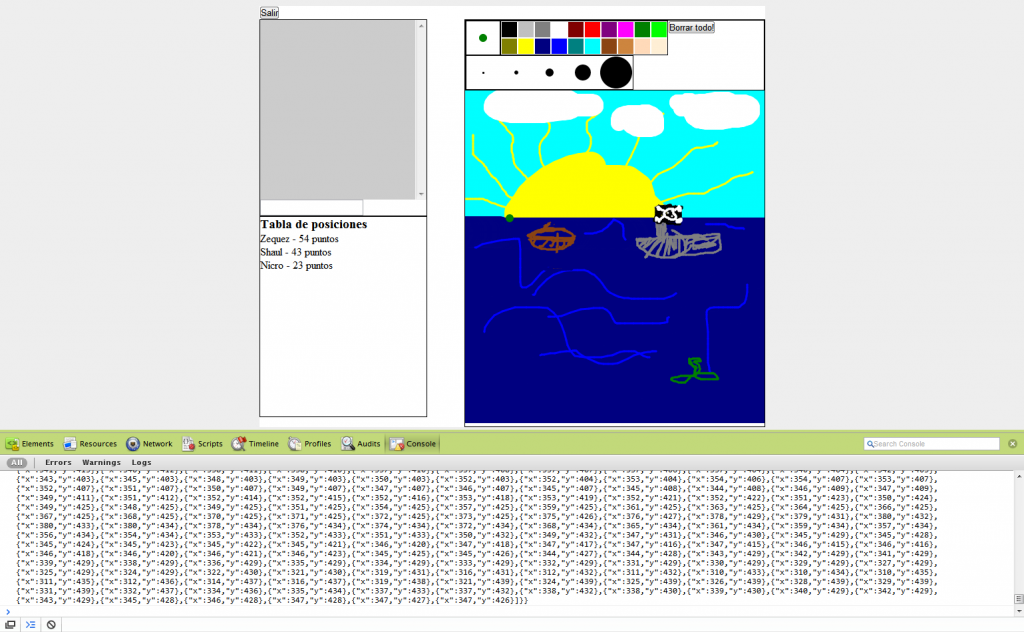 Salir
Borrar todo!
Tabla de posiciones
Zequez - 54 puntos
Shaul - 43 puntos
Nicro - 23 puntos
Elements Resources Network Scripts Timeline Profiles Audits Console Search Console
All Errors Warnings Logs
{"x":343,"y":403},{"x":345,"y":403},{"x":348,"y":403},{"x":349,"y":403},{"x":350,"y":403},{"x":352,"y":403},{"x":352,"y":404},{"x":353,"y":404},{"x":354,"y":406},{"x":354,"y":407},{"x":353,"y":407},
{"x":352,"y":407},{"x":351,"y":407},{"x":350,"y":407},{"x":349,"y":407},{"x":347,"y":407},{"x":346,"y":407},{"x":345,"y":408},{"x":344,"y":408},{"x":344,"y":409},{"x":346,"y":409},{"x":347,"y":409},
{"x":349,"y":411},{"x":351,"y":412},{"x":352,"y":414},{"x":352,"y":415},{"x":352,"y":416},{"x":353,"y":418},{"x":353,"y":419},{"x":352,"y":421},{"x":352,"y":422},{"x":351,"y":423},{"x":350,"y":424},
{"x":349,"y":425},{"x":348,"y":425},{"x":349,"y":425},{"x":351,"y":425},{"x":354,"y":425},{"x":357,"y":425},{"x":359,"y":425},{"x":361,"y":425},{"x":363,"y":425},{"x":364,"y":425},{"x":366,"y":425},
{"x":367,"y":425},{"x":368,"y":425},{"x":370,"y":425},{"x":371,"y":425},{"x":372,"y":425},{"x":373,"y":425},{"x":375,"y":426},{"x":376,"y":427},{"x":378,"y":429},{"x":379,"y":431},{"x":380,"y":432},
{"x":380,"y":433},{"x":380,"y":434},{"x":378,"y":434},{"x":376,"y":434},{"x":374,"y":434},{"x":372,"y":434},{"x":368,"y":434},{"x":365,"y":434},{"x":361,"y":434},{"x":359,"y":434},{"x":357,"y":434},
{"x":356,"y":434},{"x":354,"y":434},{"x":353,"y":433},{"x":352,"y":433},{"x":351,"y":433},{"x":350,"y":432},{"x":349,"y":432},{"x":347,"y":431},{"x":346,"y":430},{"x":345,"y":429},{"x":345,"y":428},
{"x":345,"y":424},{"x":345,"y":423},{"x":345,"y":422},{"x":346,"y":421},{"x":347,"y":420},{"x":347,"y":418},{"x":347,"y":417},{"x":347,"y":416},{"x":347,"y":415},
{"x":346,"y":418},{"x":346,"y":420},{"x":346,"y":421},{"x":346,"y":423},{"x":345,"y":425},{"x":345,"y":426},{"x":344,"y":427},{"x":344,"y":428},{"x":343,"y":429},{"x":342,"y":429},{"x":341,"y":429},
{"x":339,"y":429},{"x":338,"y":429},{"x":336,"y":429},{"x":335,"y":429},{"x":334,"y":429},{"x":333,"y":429},{"x":332,"y":429},{"x":331,"y":429},{"x":330,"y":429},{"x":329,"y":429},{"x":327,"y":429},
{"x":325,"y":429},{"x":324,"y":429},{"x":322,"y":430},{"x":321,"y":430},{"x":319,"y":431},{"x":316,"y":431},{"x":312,"y":431},{"x":311,"y":432},{"x":310,"y":433},{"x":310,"y":434},{"x":310,"y":435},
{"x":311,"y":435},{"x":312,"y":436},{"x":314,"y":437},{"x":316,"y":437},{"x":319,"y":438},{"x":321,"y":439},{"x":324,"y":439},{"x":325,"y":439},{"x":326,"y":439},{"x":328,"y":439},{"x":329,"y":439},
{"x":331,"y":439},{"x":332,"y":437},{"x":334,"y":436},{"x":335,"y":434},{"x":337,"y":433},{"x":337,"y":432},{"x":338,"y":432},{"x":338,"y":430},{"x":339,"y":430},{"x":340,"y":429},{"x":342,"y":429},
{"x":343,"y":429},{"x":345,"y":428},{"x":346,"y":428},{"x":347,"y":428},{"x":347,"y":427},{"x":347,"y":426}]}}